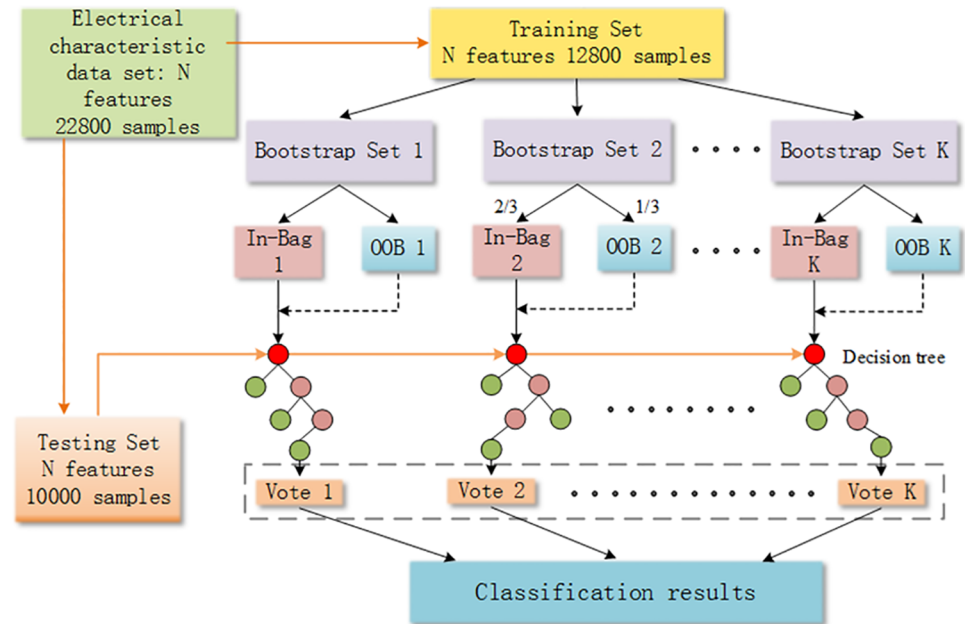 Electrical
characteristic
data set: N
features
22800 samples
Training Set
N features 12800 samples
Bootstrap Set 1
Bootstrap Set 2
Bootstrap Set K
2/3
1/3
In-Bag
1
OOB 1
In-Bag
2
OOB 2
In-Bag
K
OOB K
Decision tree
Testing Set
N features
10000 samples
Vote 1
Vote 2
Vote K
Classification results